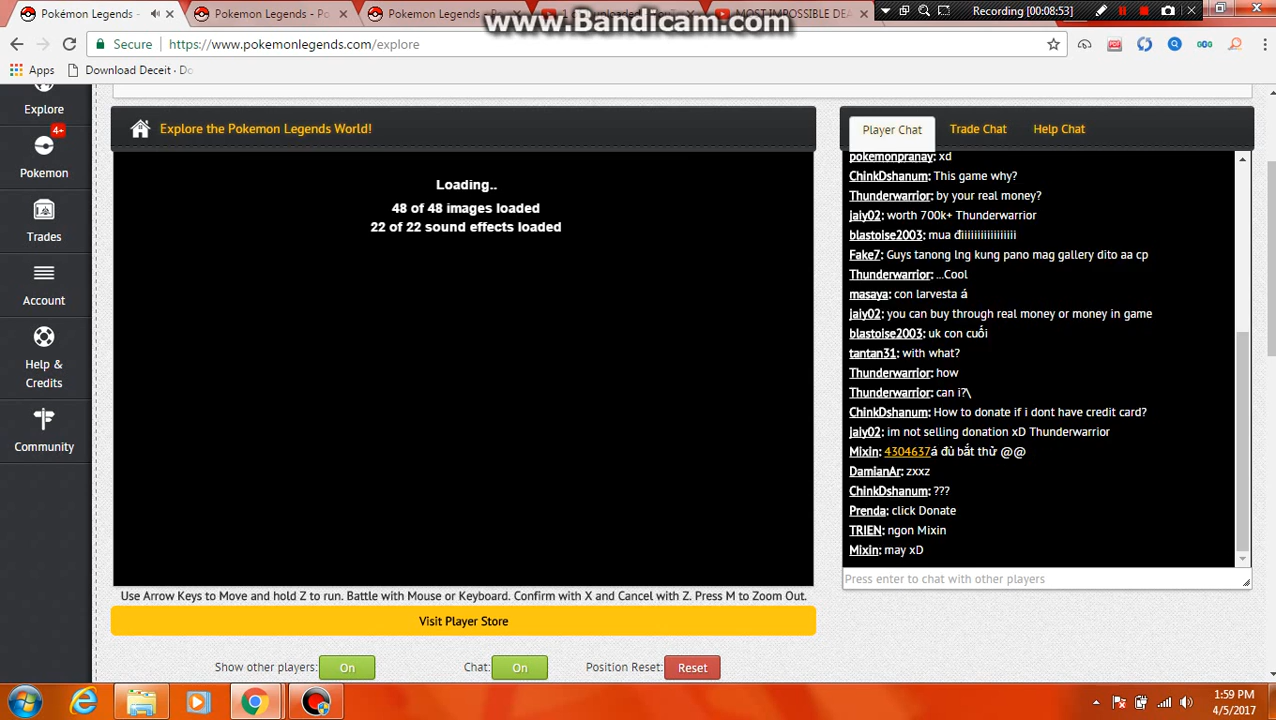 Pokémon Legends -
Pokemon Legends - Po
Pokemon Legends
MOST IMPOSSIBLE DEA
www.Bandicam.com
Recording [00:08:53]
Secure
https://www.pokemonlegends.com/explore
Apps
Download Deceit - Do
Explore
4+
Pokemon
Trades
Account
Help &
Credits
Community
Explore the Pokemon Legends World!
Loading..
48 of 48 images loaded
22 of 22 sound effects loaded
Use Arrow Keys to Move and hold Z to run. Battle with Mouse or Keyboard. Confirm with X and Cancel with Z. Press M to Zoom Out.
Visit Player Store
Show other players: On
Chat: On
Position Reset: Reset
Player Chat
Trade Chat
Help Chat
pokemonpranay: xd
ChinkDshanum: This game why?
Thunderwarrior: by your real money?
jaiy02: worth 700k+ Thunderwarrior
blastoise2003: mua điiiiiiiiiiiiiiiii
Fake7: Guys tanong lng kung pano mag gallery dito aa cp
Thunderwarrior: ...Cool
masaya: con larvesta á
jaiy02: you can buy through real money or money in game
blastoise2003: uk con cuối
tantan31: with what?
Thunderwarrior: how
Thunderwarrior: can i?\
ChinkDshanum: How to donate if i dont have credit card?
jaiy02: im not selling donation xD Thunderwarrior
Mixin: 4304637á đủ bắt thử @@
DamianAr: zxxz
ChinkDshanum: ???
Prenda: click Donate
TRIEN: ngon Mixin
Mixin: may xD
Press enter to chat with other players
1:59 PM
4/5/2017